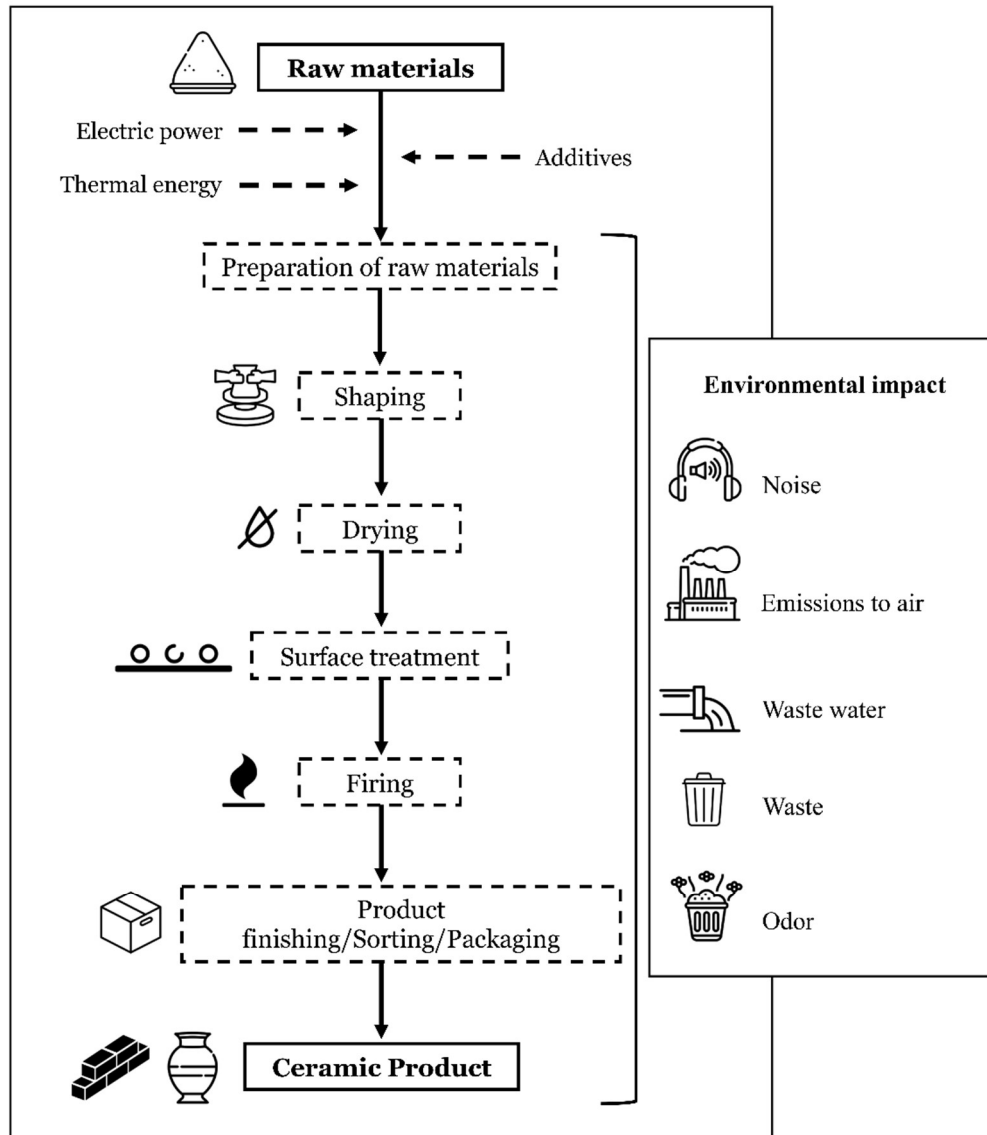 Raw materials
Electric power
Additives
Thermal energy
Preparation of raw materials
Shaping
Drying
Surface treatment
Firing
Product
finishing/Sorting/Packaging
Ceramic Product
Environmental impact
Noise
Emissions to air
Waste water
Waste
Odor